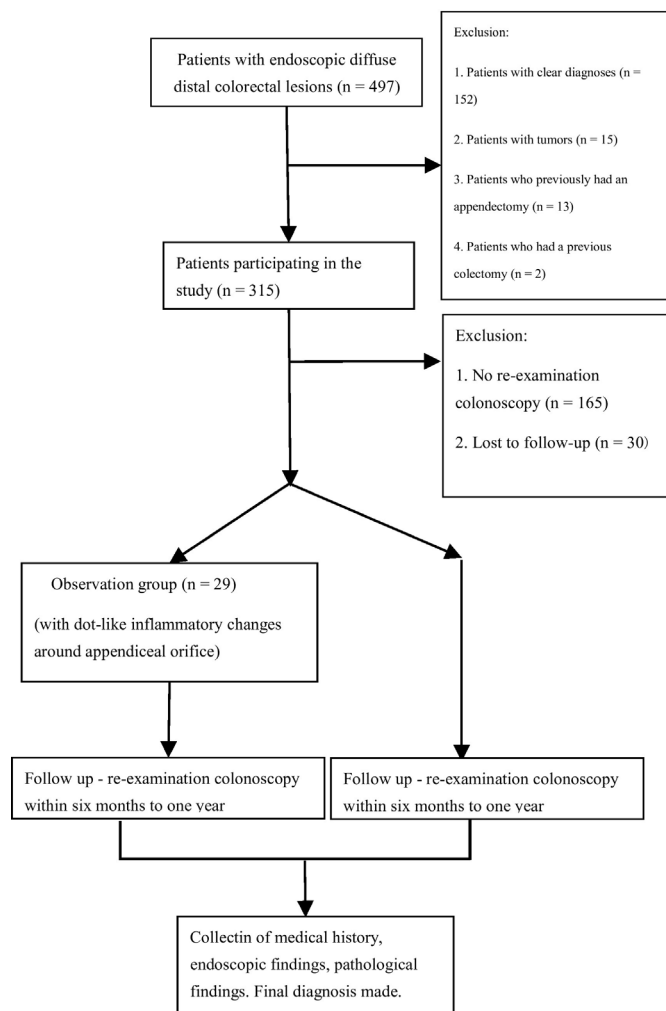 Patients with endoscopic diffuse
distal colorectal lesions (n = 497)
Exclusion:
1. Patients with clear diagnoses (n =
152)
2. Patients with tumors (n = 15)
3. Patients who previously had an
appendectomy (n = 13)
4. Patients who had a previous
colectomy (n = 2)
Patients participating in the
study (n = 315)
Exclusion:
1. No re-examination
colonoscopy (n = 165)
2. Lost to follow-up (n = 30)
Observation group (n = 29)
(with dot-like inflammatory changes
around appendiceal orifice)
Follow up - re-examination colonoscopy
within six months to one year
Follow up - re-examination colonoscopy
within six months to one year
Collectin of medical history,
endoscopic findings, pathological
findings. Final diagnosis made.